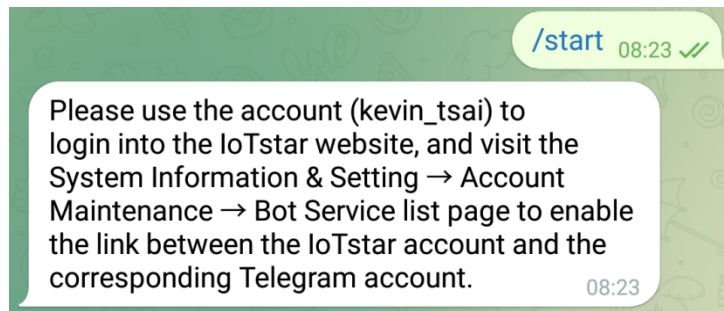 /start 08:23
Please use the account (kevin_tsai) to
login into the IoTstar website, and visit the
System Information & Setting → Account
Maintenance → Bot Service list page to enable
the link between the IoTstar account and the
corresponding Telegram account.
08:23